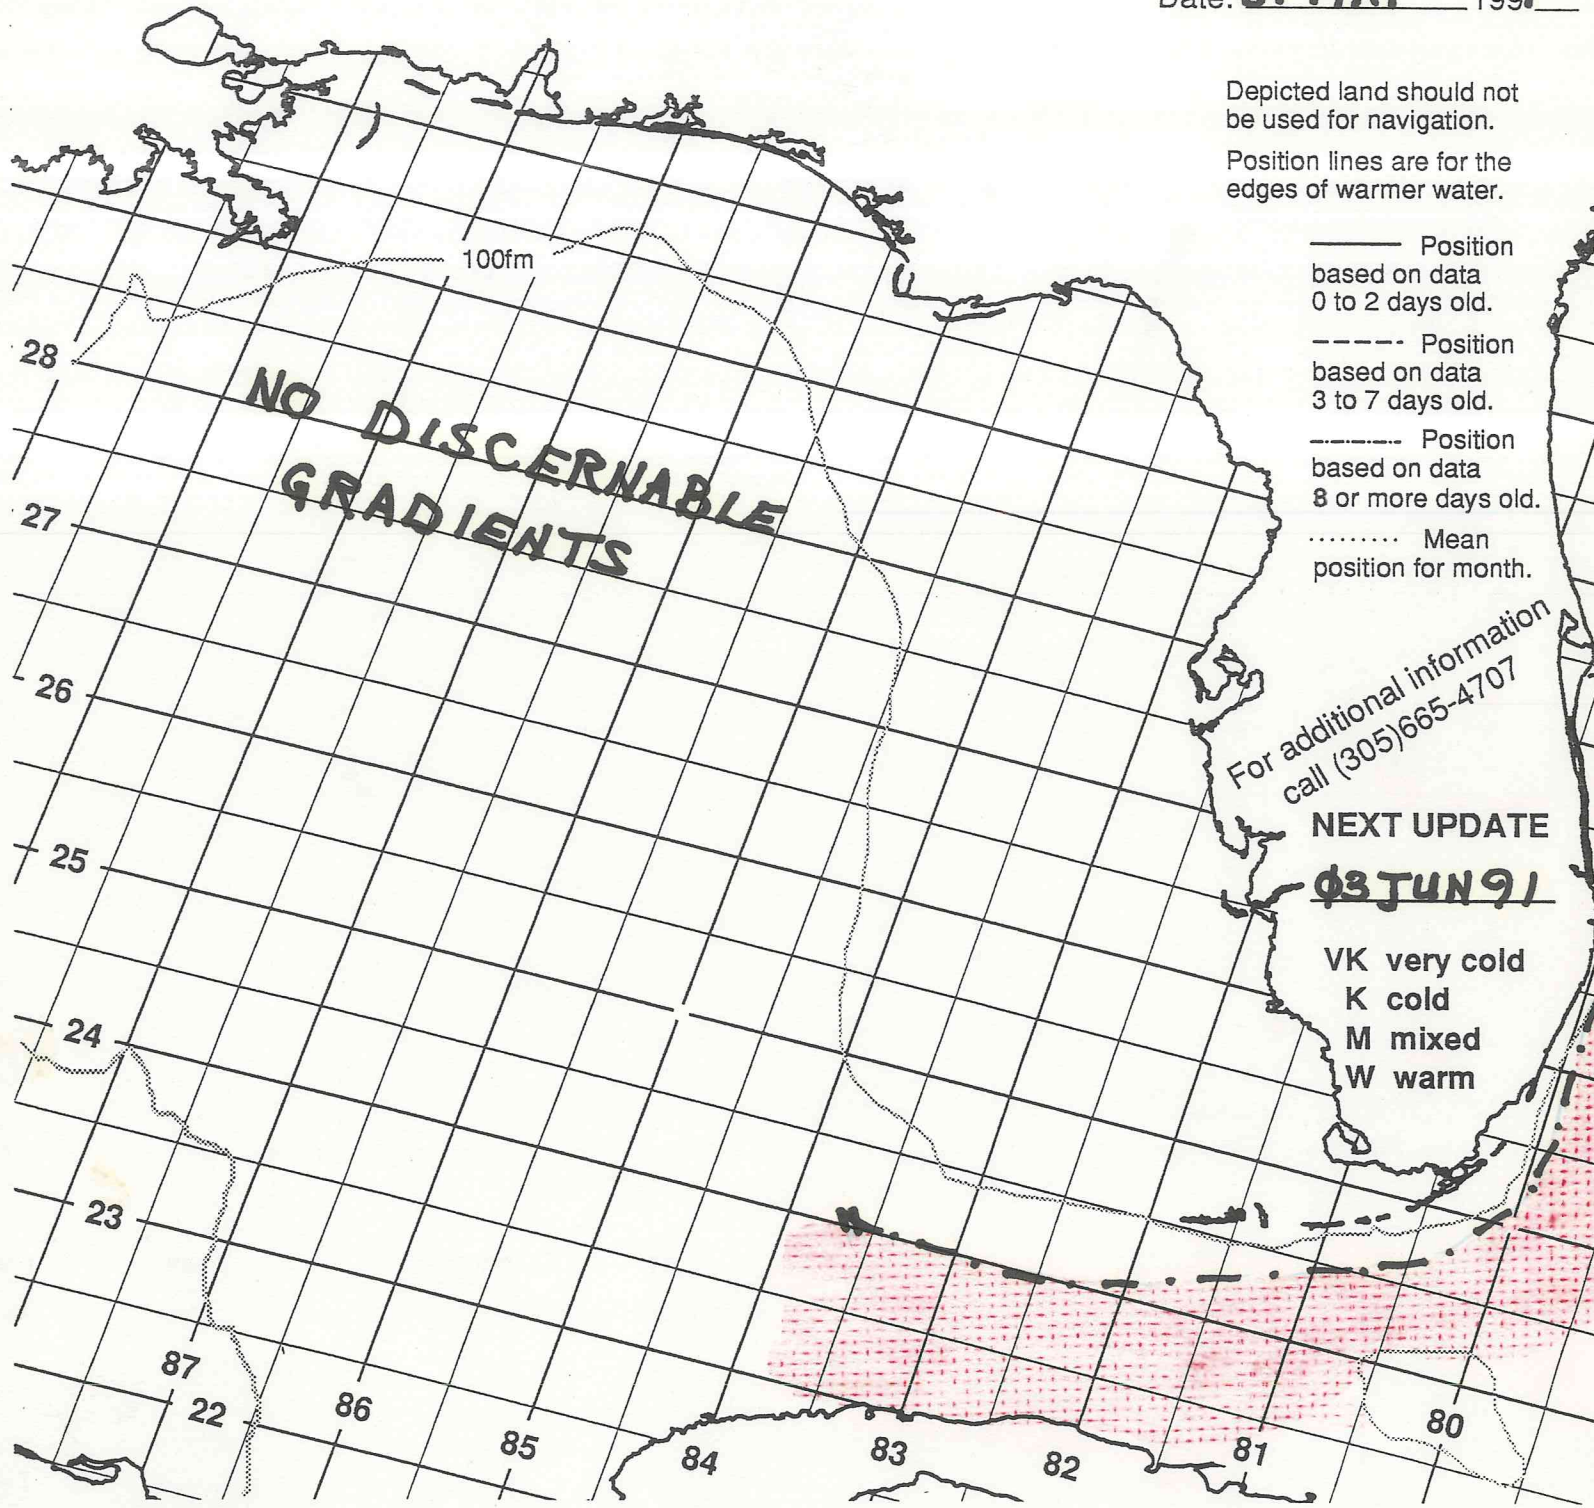 Date:
Depicted land should not
be used for navigation.
Position lines are for the
edges of warmer water.
Position
based on data
0 to 2 days old.
Position
based on data
3 to 7 days old.
Position
based on data
8 or more days old.
Mean
position for month.
For additional information
call (305)665-4707
NEXT UPDATE
Ø3 JUN 91
VK very cold
K cold
M mixed
W warm
100fm
NO DISCERNABLE
GRADIENTS
28
27
26
25
24
23
22
87
86
85
84
83
82
81
80